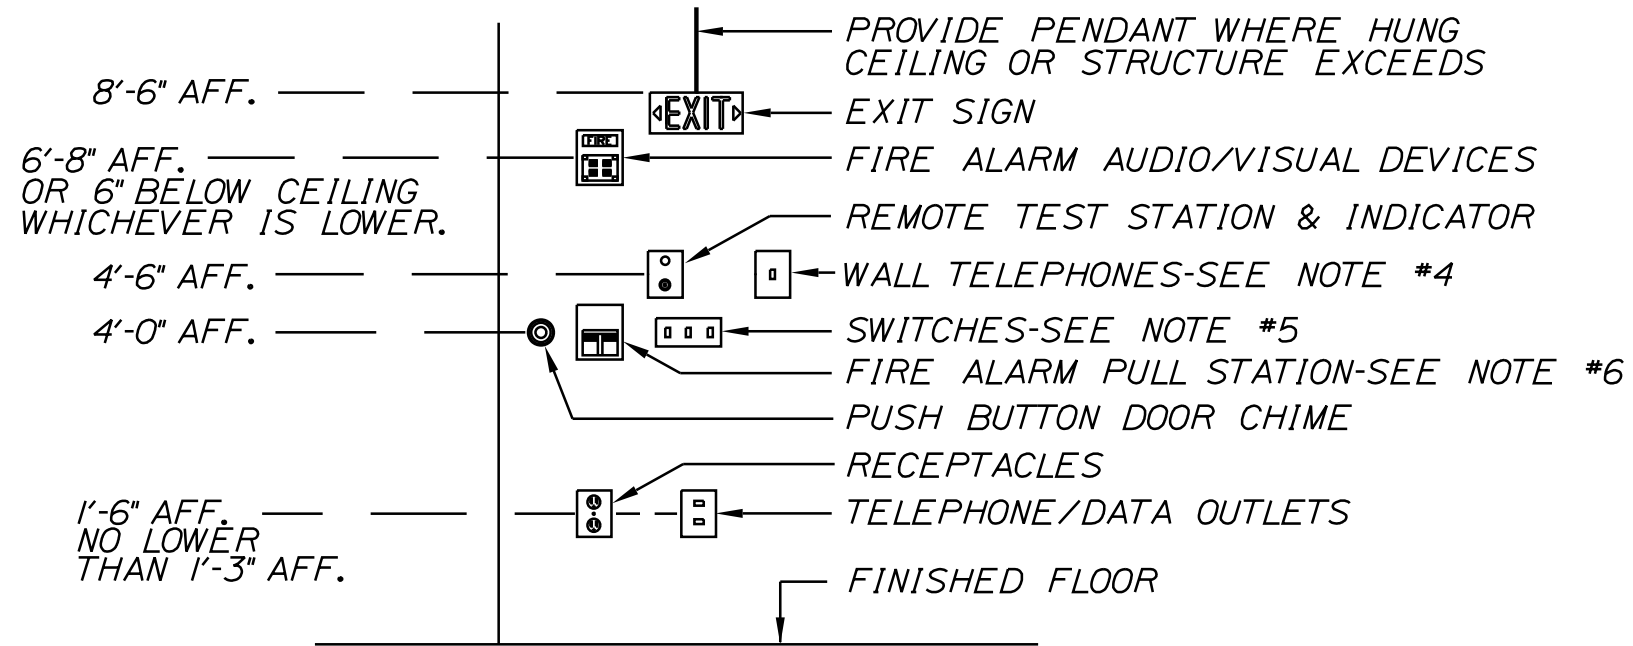 PROVIDE PENDANT WHERE HUNG
CEILING OR STRUCTURE EXCEEDS
8'-6" AFF.
EXIT
EXIT SIGN
FIRE
6'-8" AFF.
OR 6" BELOW CEILING
WHICHEVER IS LOWER.
FIRE ALARM AUDIO/VISUAL DEVICES
REMOTE TEST STATION & INDICATOR
4'-6" AFF.
WALL TELEPHONES-SEE NOTE #4
4'-0" AFF.
SWITCHES-SEE NOTE #5
FIRE ALARM PULL STATION-SEE NOTE #6
PUSH BUTTON DOOR CHIME
RECEPTACLES
1'-6" AFF.
NO LOWER
THAN 1'-3" AFF.
TELEPHONE/DATA OUTLETS
FINISHED FLOOR